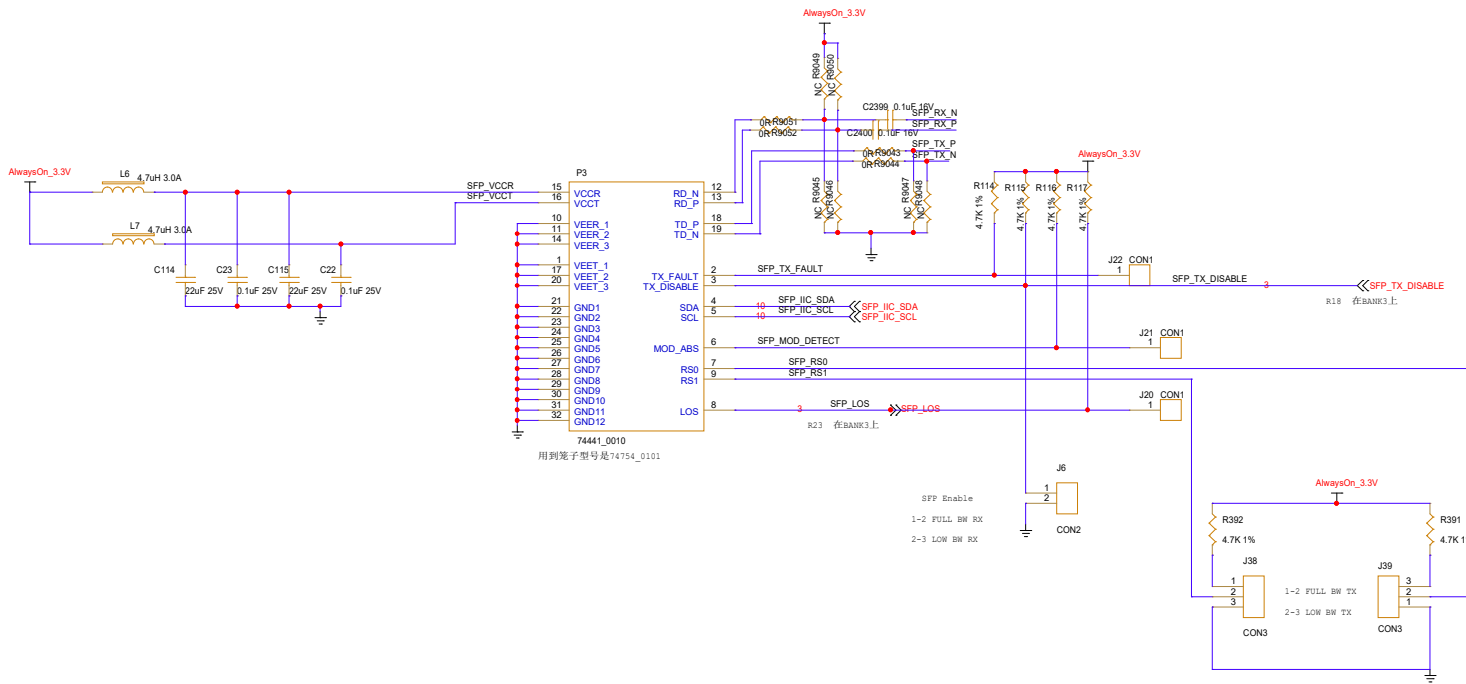 AlwaysOn_3.3V
NC R9049
NC R9050
C2399 0.1uF 16V
SFP_RX_N
0R R9051
SFP_RX_P
0R R9052
C2400 0.1uF 16V
SFP_TX_P
0R R9043
SFP_TX_N
0R R9044
AlwaysOn_3.3V
NC R9045
NC R9046
NC R9047
NC R9048
R114
4.7K 1%
R115
4.7K 1%
R116
4.7K 1%
R117
4.7K 1%
AlwaysOn_3.3V
L6
4.7uH 3.0A
L7
4.7uH 3.0A
SFP_VCCR
SFP_VCCT
C114
22uF 25V
C23
0.1uF 25V
C115
22uF 25V
C22
0.1uF 25V
P3
15 VCCR
16 VCCT
10 VEER_1
11 VEER_2
14 VEER_3
1 VEET_1
17 VEET_2
20 VEET_3
21 GND1
22 GND2
23 GND3
24 GND4
25 GND5
26 GND6
27 GND7
28 GND8
29 GND9
30 GND10
31 GND11
32 GND12
RD_N 12
RD_P 13
TD_P 18
TD_N 19
TX_FAULT 2
TX_DISABLE 3
SDA 4
SCL 5
MOD_ABS 6
RS0 7
RS1 9
LOS 8
74441_0010
用到笼子型号是74754_0101
SFP_TX_FAULT
J22 CON1
1
SFP_TX_DISABLE
3
SFP_TX_DISABLE
R18 在BANK3上
SFP_IIC_SDA
10
SFP_IIC_SDA
SFP_IIC_SCL
10
SFP_IIC_SCL
SFP_MOD_DETECT
J21 CON1
1
SFP_RS0
SFP_RS1
3
SFP_LOS
SFP_LOS
J20 CON1
1
R23 在BANK3上
J6
1
2
CON2
SFP Enable
1-2 FULL BW RX
2-3 LOW BW RX
AlwaysOn_3.3V
R392
4.7K 1%
R391
4.7K 1
J38
1
2
3
CON3
1-2 FULL BW TX
2-3 LOW BW TX
J39
3
2
1
CON3